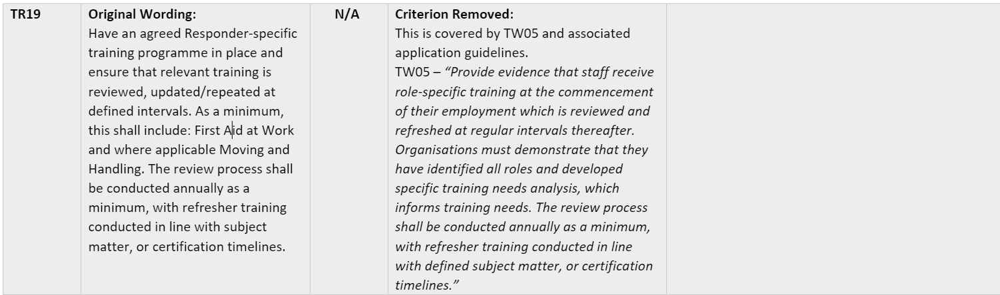 TR19
Original Wording:
Have an agreed Responder-specific
training programme in place and
ensure that relevant training is
reviewed, updated/repeated at
defined intervals. As a minimum,
this shall include: First Aid at Work
and where applicable Moving and
Handling. The review process shall
be conducted annually as a
minimum, with refresher training
conducted in line with subject
matter, or certification timelines.
N/A
Criterion Removed:
This is covered by TW05 and associated
application guidelines.
TW05 – “Provide evidence that staff receive
role-specific training at the commencement
of their employment which is reviewed and
refreshed at regular intervals thereafter.
Organisations must demonstrate that they
have identified all roles and developed
specific training needs analysis, which
informs training needs. The review process
shall be conducted annually as a minimum,
with refresher training conducted in line
with defined subject matter, or certification
timelines.”